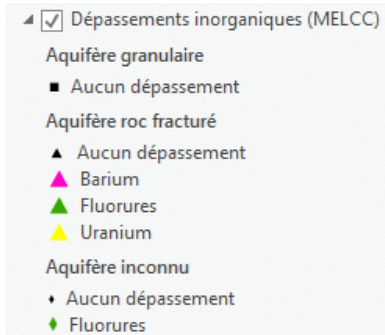 Dépassements inorganiques (MELCC)
Aquifère granulaire
Aucun dépassement
Aquifère roc fracturé
Aucun dépassement
Barium
Fluorures
Uranium
Aquifère inconnu
Aucun dépassement
Fluorures